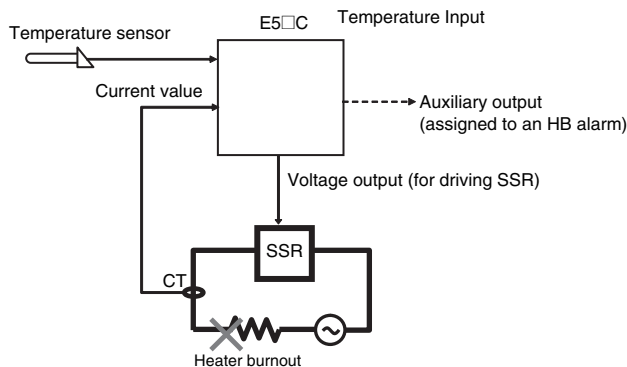 E5□C
Temperature Input
Temperature sensor
Current value
Auxiliary output
(assigned to an HB alarm)
Voltage output (for driving SSR)
SSR
CT
Heater burnout